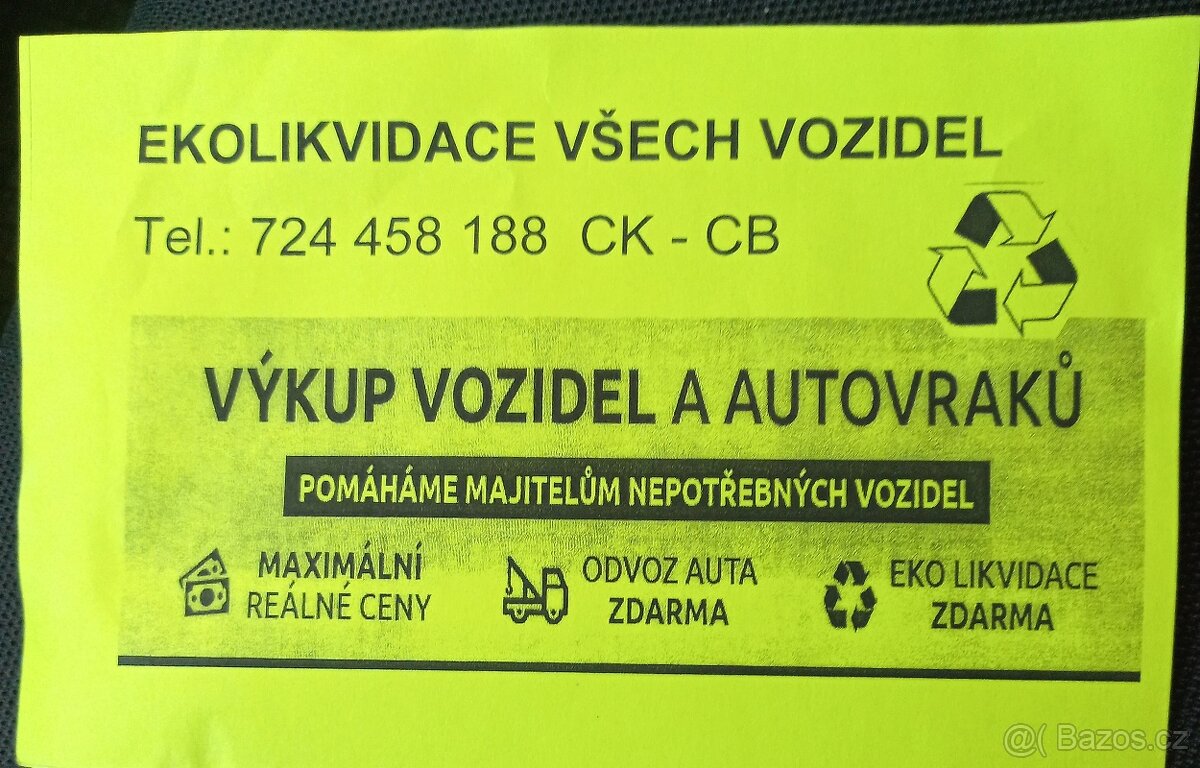 EKOLIKVIDACE VŠECH VOZIDEL
Tel.: 724 458 188 CK - CB
VÝKUP VOZIDEL A AUTOVRAKŮ
POMÁHÁME MAJITELŮM NEPOTŘEBNÝCH VOZIDEL
MAXIMÁLNÍ
REÁLNÉ CENY
ODVOZ AUTA
ZDARMA
EKO LIKVIDACE
ZDARMA
@( Bazos.cz